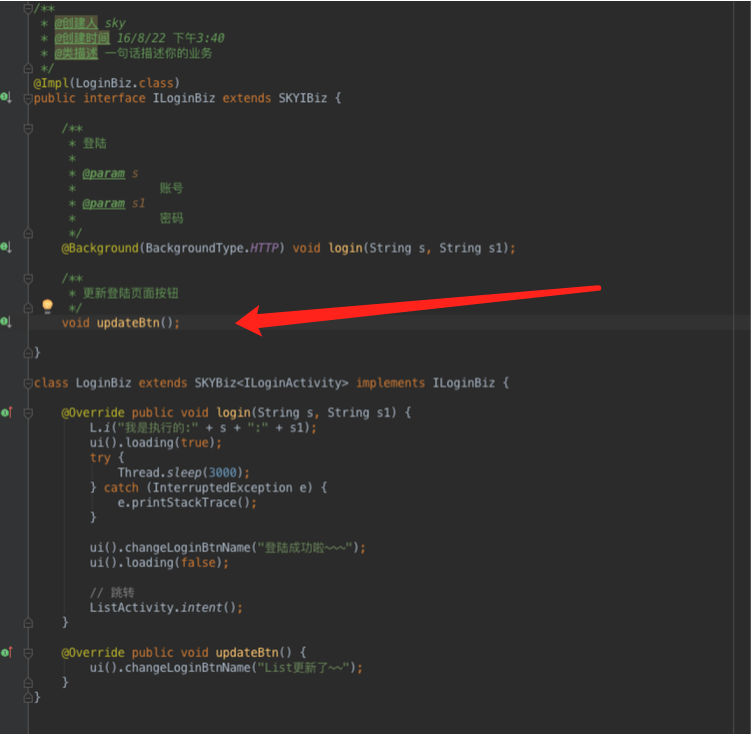 /**
 * @创建人 sky
 * @创建时间 16/8/22 下午3:40
 * @类描述 一句话描述你的业务
 */
@Impl(LoginBiz.class)
public interface ILoginBiz extends SKYIBiz {
    /**
     * 登陆
     *
     * @param s
     *            账号
     * @param s1
     *            密码
     */
    @Background(BackgroundType.HTTP) void login(String s, String s1);
    /**
     * 更新登陆页面按钮
     */
    void updateBtn();
}
class LoginBiz extends SKYBiz<ILoginActivity> implements ILoginBiz {
    @Override public void login(String s, String s1) {
        L.i("我是执行的:" + s + ":" + s1);
        ui().loading(true);
        try {
            Thread.sleep(3000);
        } catch (InterruptedException e) {
            e.printStackTrace();
        }
        ui().changeLoginBtnName("登陆成功啦~~~");
        ui().loading(false);
        // 跳转
        ListActivity.intent();
    }
    @Override public void updateBtn() {
        ui().changeLoginBtnName("List更新了~~");
    }
}